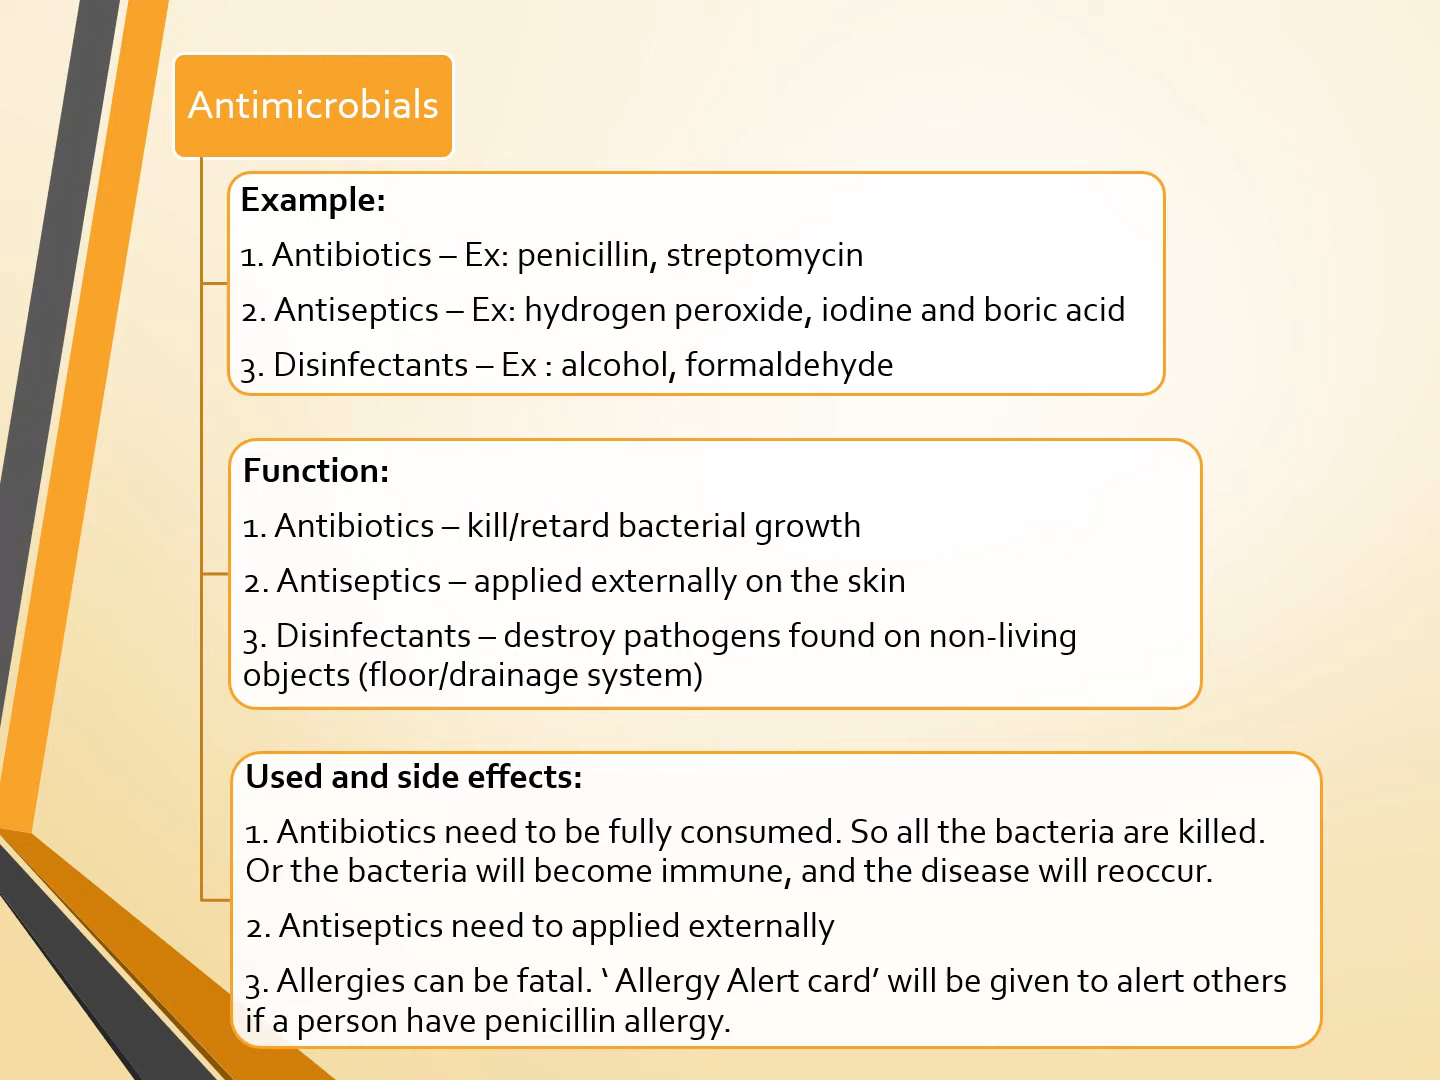 Antimicrobials
Example:
1. Antibiotics – Ex: penicillin, streptomycin
2. Antiseptics – Ex: hydrogen peroxide, iodine and boric acid
3. Disinfectants – Ex : alcohol, formaldehyde
Function:
1. Antibiotics – kill/retard bacterial growth
2. Antiseptics – applied externally on the skin
3. Disinfectants – destroy pathogens found on non-living
objects (floor/drainage system)
Used and side effects:
1. Antibiotics need to be fully consumed. So all the bacteria are killed.
Or the bacteria will become immune, and the disease will reoccur.
2. Antiseptics need to applied externally
3. Allergies can be fatal. ‘ Allergy Alert card’ will be given to alert others
if a person have penicillin allergy.